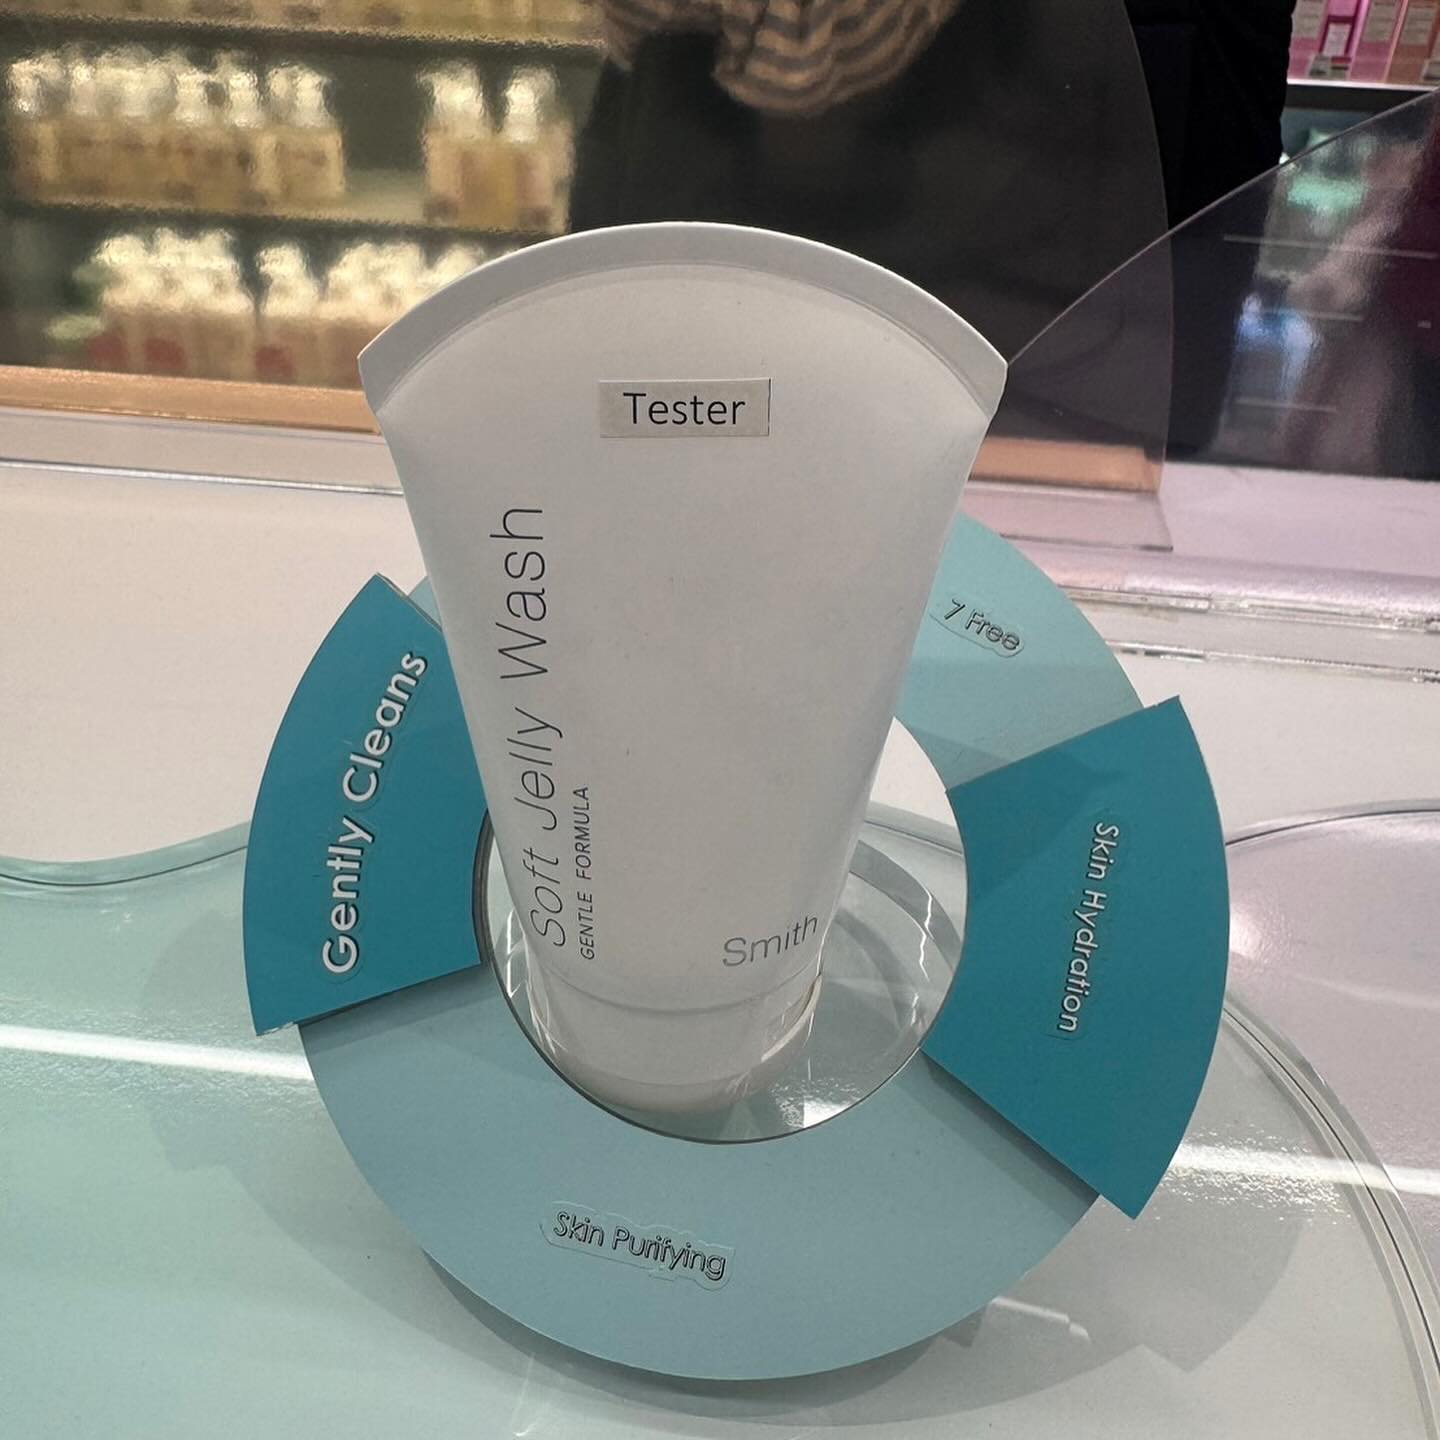 Tester
Soft Jelly Wash
GENTLE FORMULA
Smith
Gently Cleans
7 Free
Skin Hydration
Skin Purifying